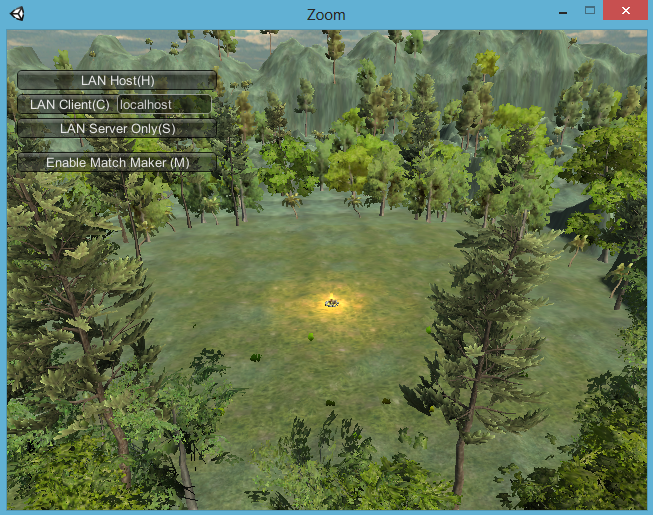 Zoom
LAN Host(H)
LAN Client(C) localhost
LAN Server Only(S)
Enable Match Maker (M)